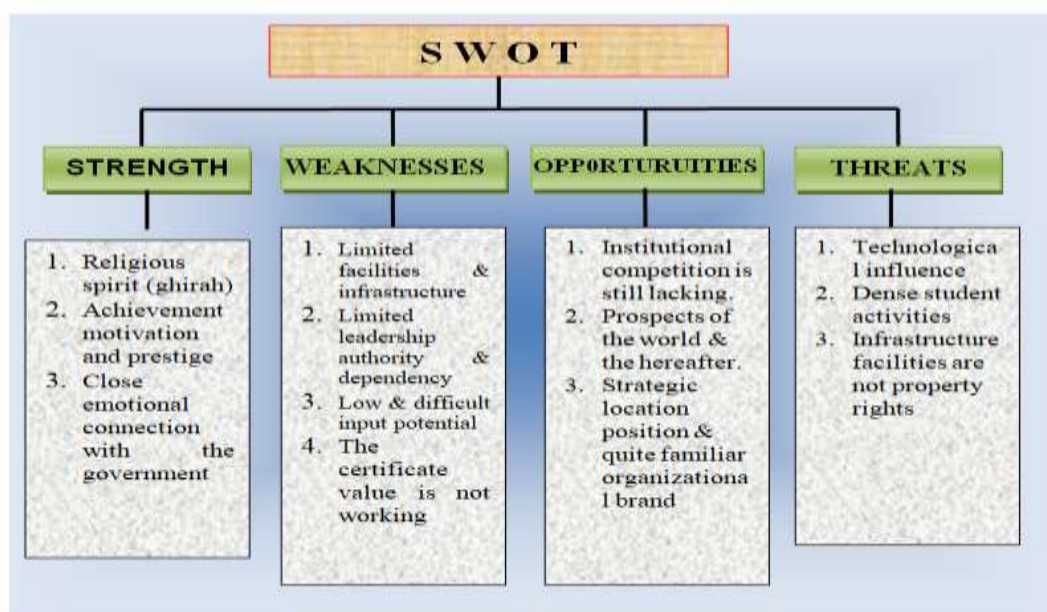 S W O T
STRENGTH
WEAKNESSES
OPP0RTURUITIES
THREATS
1. Religious
spirit (ghirah)
2. Achievement
motivation
and prestige
3. Close
emotional
connection
with the
government
1. Limited
facilities &
infrastructure
2. Limited
leadership
authority &
dependency
3. Low & difficult
input potential
4. The
certificate
value is not
working
1. Institutional
competition is
still lacking.
2. Prospects of
the world &
the hereafter.
3. Strategic
location
position &
quite familiar
organizationa
l brand
1. Technologica
l influence
2. Dense student
activities
3. Infrastructure
facilities are
not property
rights